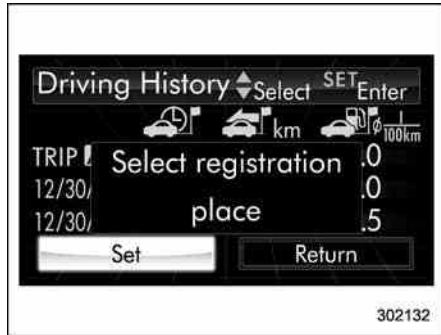 Driving History Select SET Enter
km l/100km
TRIP .0
12/30/ .0
12/30/ .5
Select registration
place
Set Return
302132